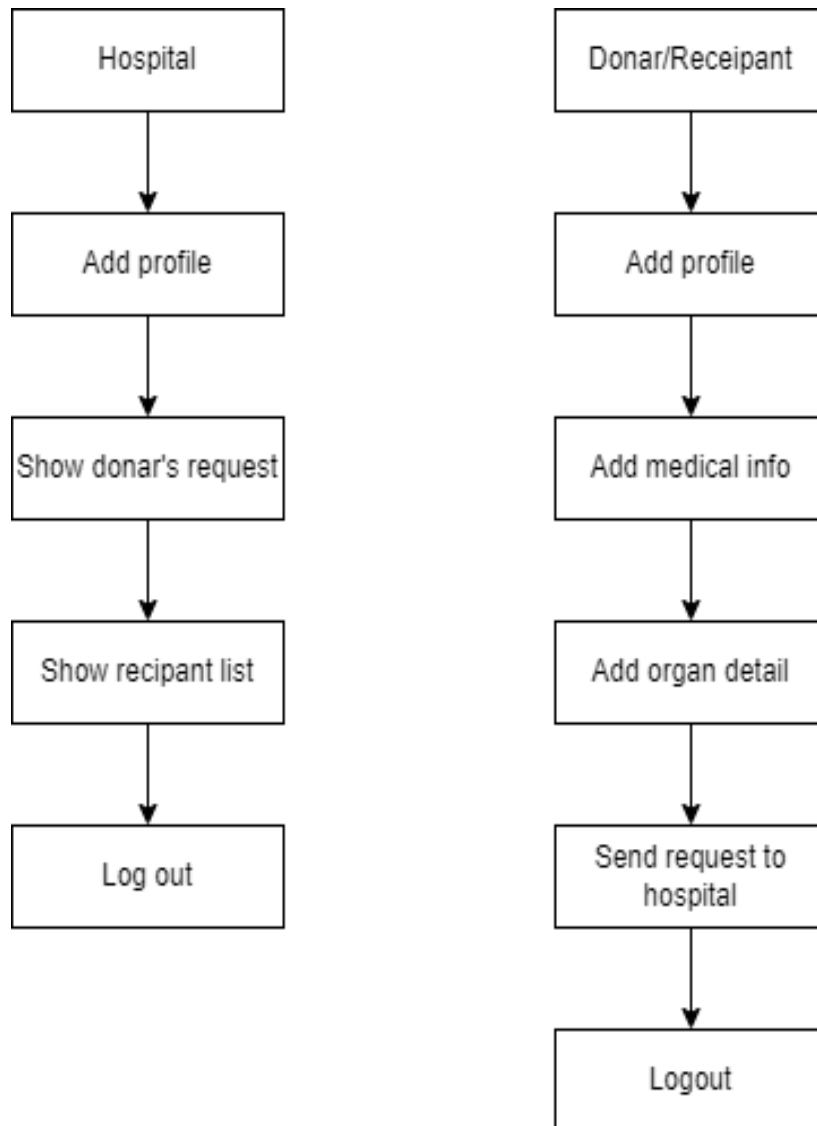 Hospital
Add profile
Show donar's request
Show recipant list
Log out
Donar/Receipant
Add profile
Add medical info
Add organ detail
Send request to
hospital
Logout